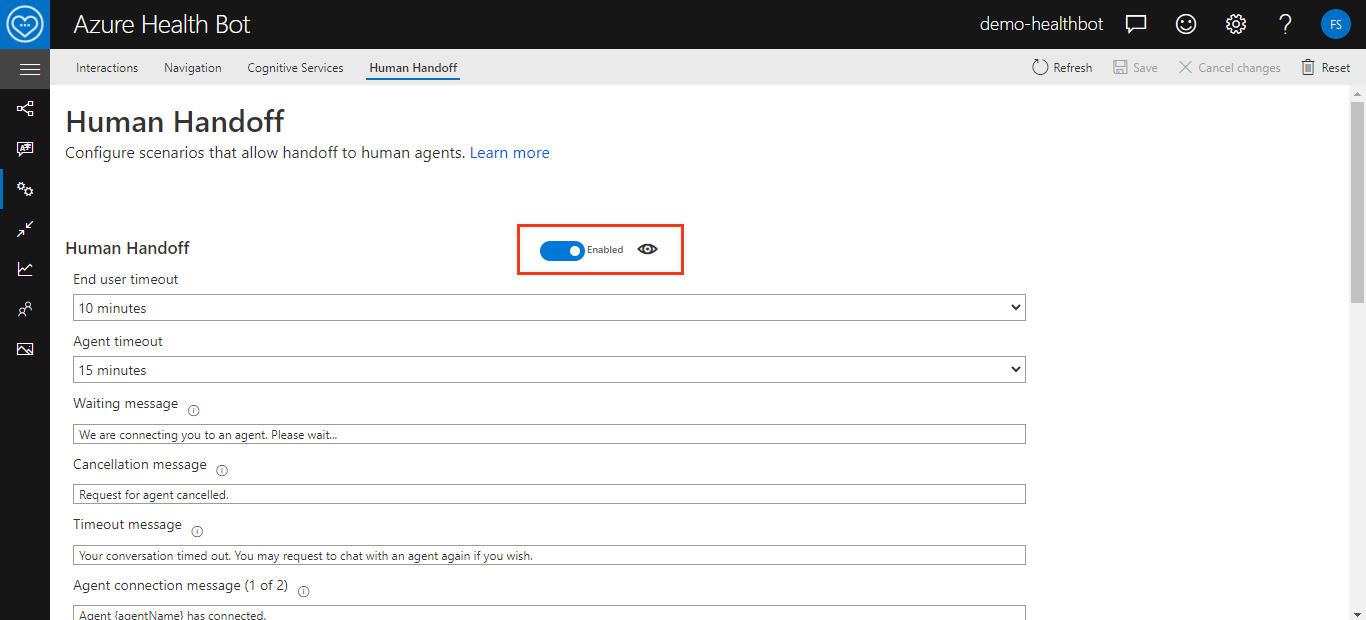 Azure Health Bot
demo-healthbot
?
FS
Interactions Navigation Cognitive Services Human Handoff
Refresh Save Cancel changes Reset
Human Handoff
Configure scenarios that allow handoff to human agents. Learn more
Human Handoff
Enabled
End user timeout
10 minutes
Agent timeout
15 minutes
Waiting message
We are connecting you to an agent. Please wait...
Cancellation message
Request for agent cancelled.
Timeout message
Your conversation timed out. You may request to chat with an agent again if you wish.
Agent connection message (1 of 2)
Agent {agentName} has connected.